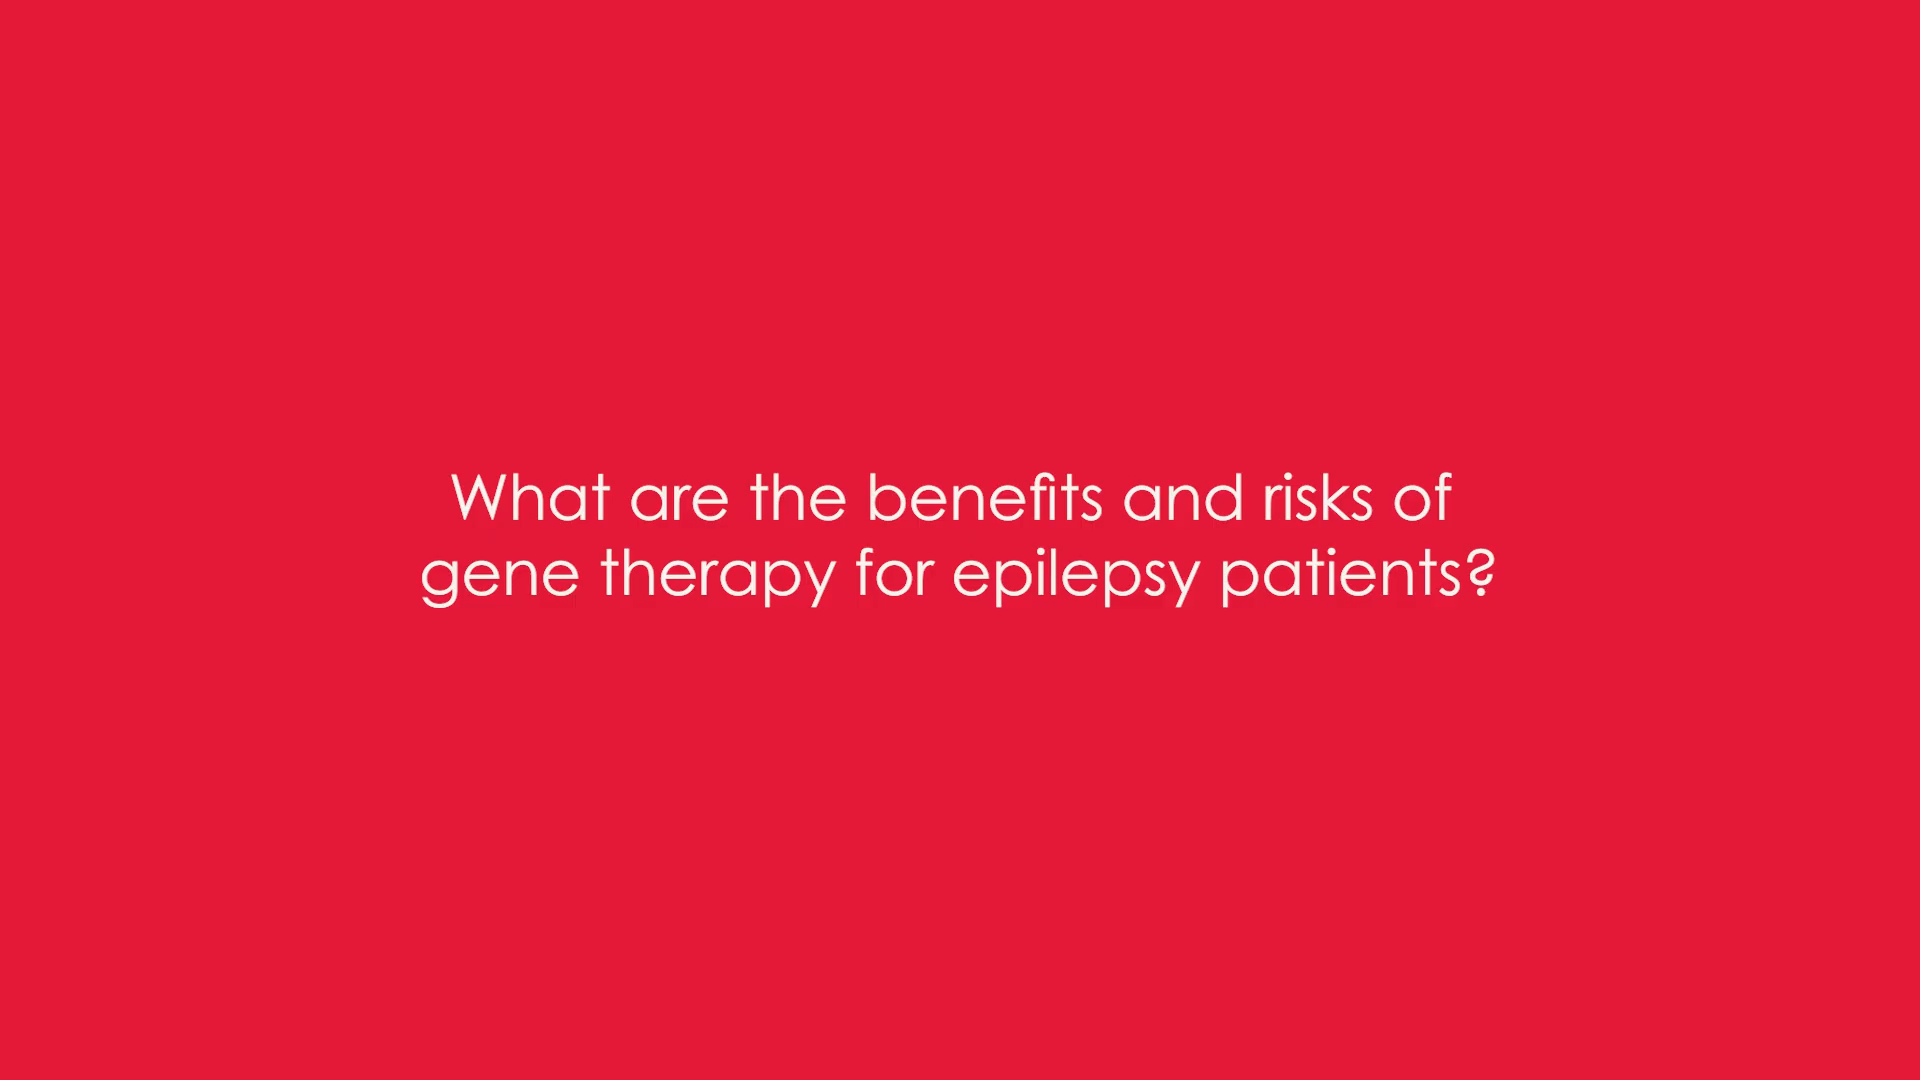 What are the benefits and risks of
gene therapy for epilepsy patients?